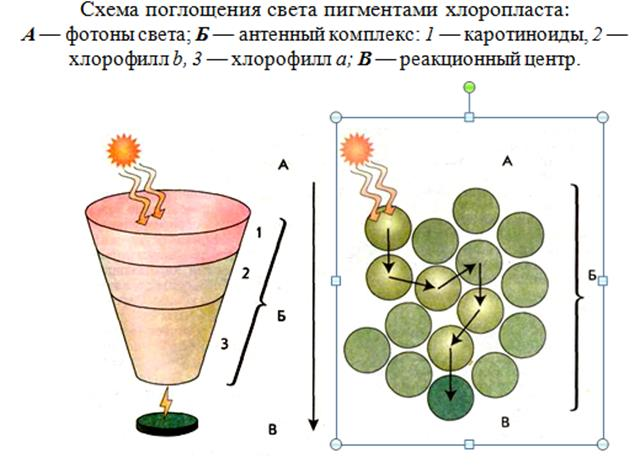 Схема поглощения света пигментами хлоропласта:
А — фотоны света; Б — антенный комплекс: 1 — каротиноиды, 2 —
хлорофилл b, 3 — хлорофилл a; В — реакционный центр.
А
1
2
Б
3
В
А
Б
В